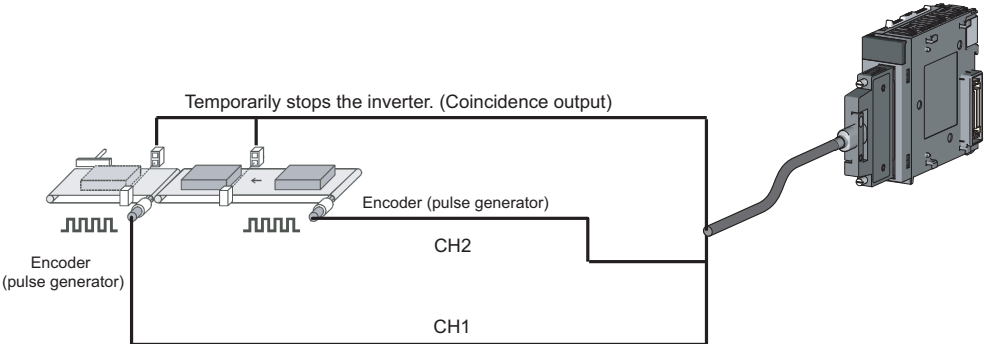 Temporarily stops the inverter. (Coincidence output)
Encoder (pulse generator)
CH2
Encoder
(pulse generator)
CH1